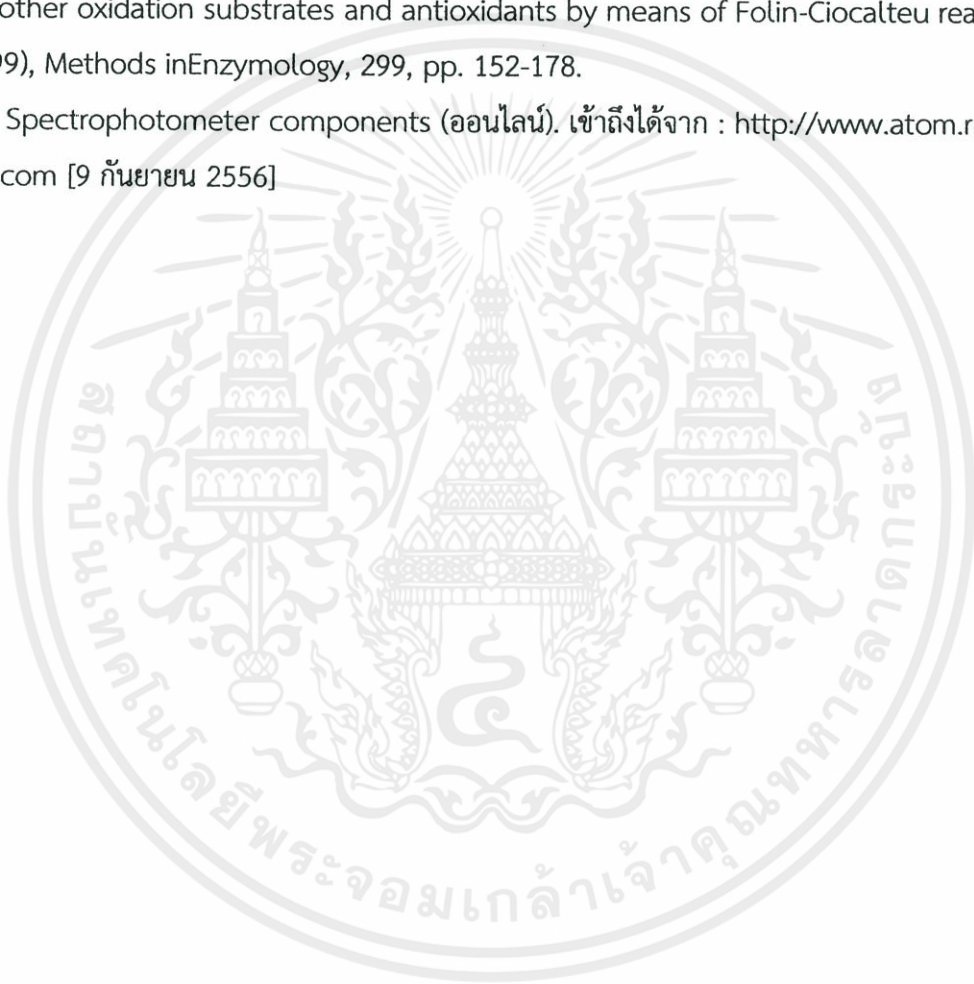 other oxidation substrates and antioxidants by means of Folin-Ciocalteu rea
99), Methods inEnzymology, 299, pp. 152-178.
Spectrophotometer components (ออนไลน์). เข้าถึงได้จาก : http://www.atom.r
com [9 กันยายน 2556]
สถาบันเทคโนโลยีพระจอมเกล้าเจ้าคุณทหารลาดกระบัง